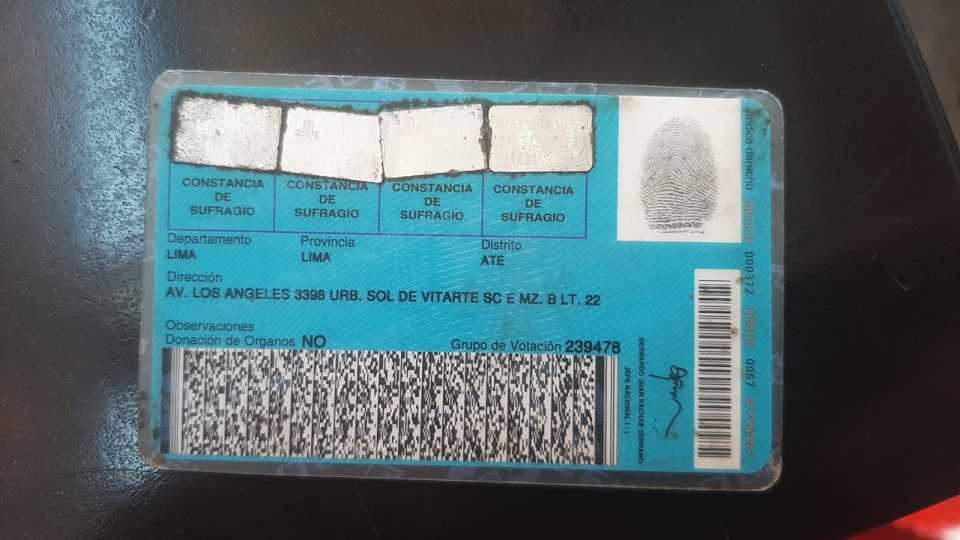 CONSTANCIA DE SUFRAGIO
CONSTANCIA DE SUFRAGIO
CONSTANCIA DE SUFRAGIO
CONSTANCIA DE SUFRAGIO
Departamento
LIMA
Provincia
LIMA
Distrito
ATE
Dirección
AV. LOS ANGELES 3398 URB. SOL DE VITARTE SC E MZ. B LT. 22
Observaciones
Donación de Organos NO
Grupo de Votación 239478
JEFE NACIONAL
derecho
000372